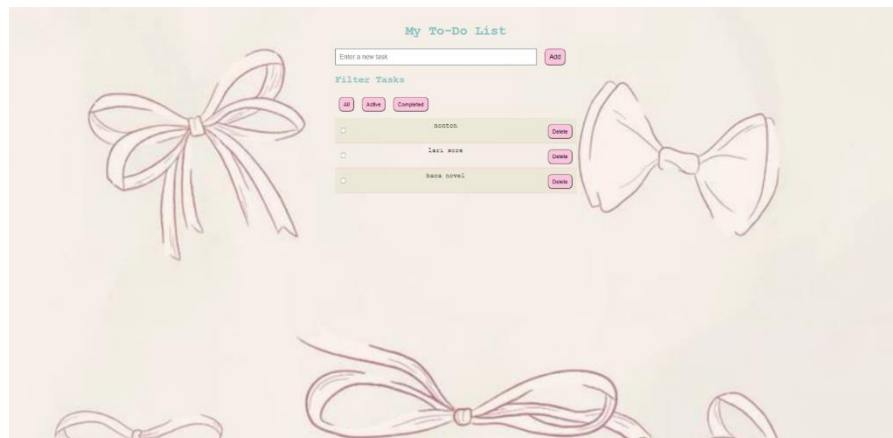 My To-Do List
Enter a new task
Add
Filter Tasks
All
Active
Completed
nonton
Delete
lari sore
Delete
baca novel
Delete